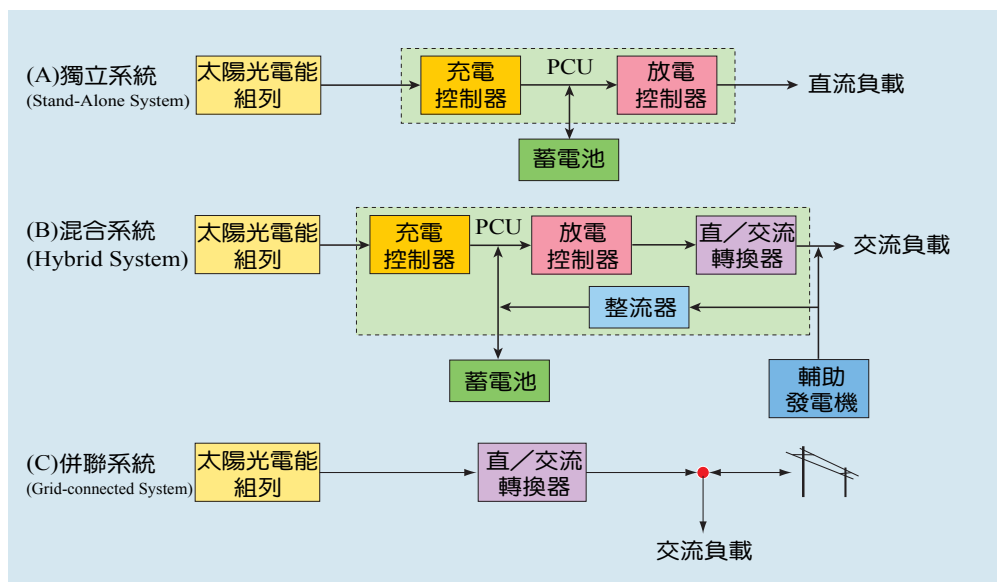 (A)獨立系統
(Stand-Alone System)
太陽光電能
組列
充電
控制器
PCU
放電
控制器
直流負載
蓄電池
(B)混合系統
(Hybrid System)
太陽光電能
組列
充電
控制器
PCU
放電
控制器
直／交流
轉換器
交流負載
整流器
蓄電池
輔助
發電機
(C)併聯系統
(Grid-connected System)
太陽光電能
組列
直／交流
轉換器
交流負載